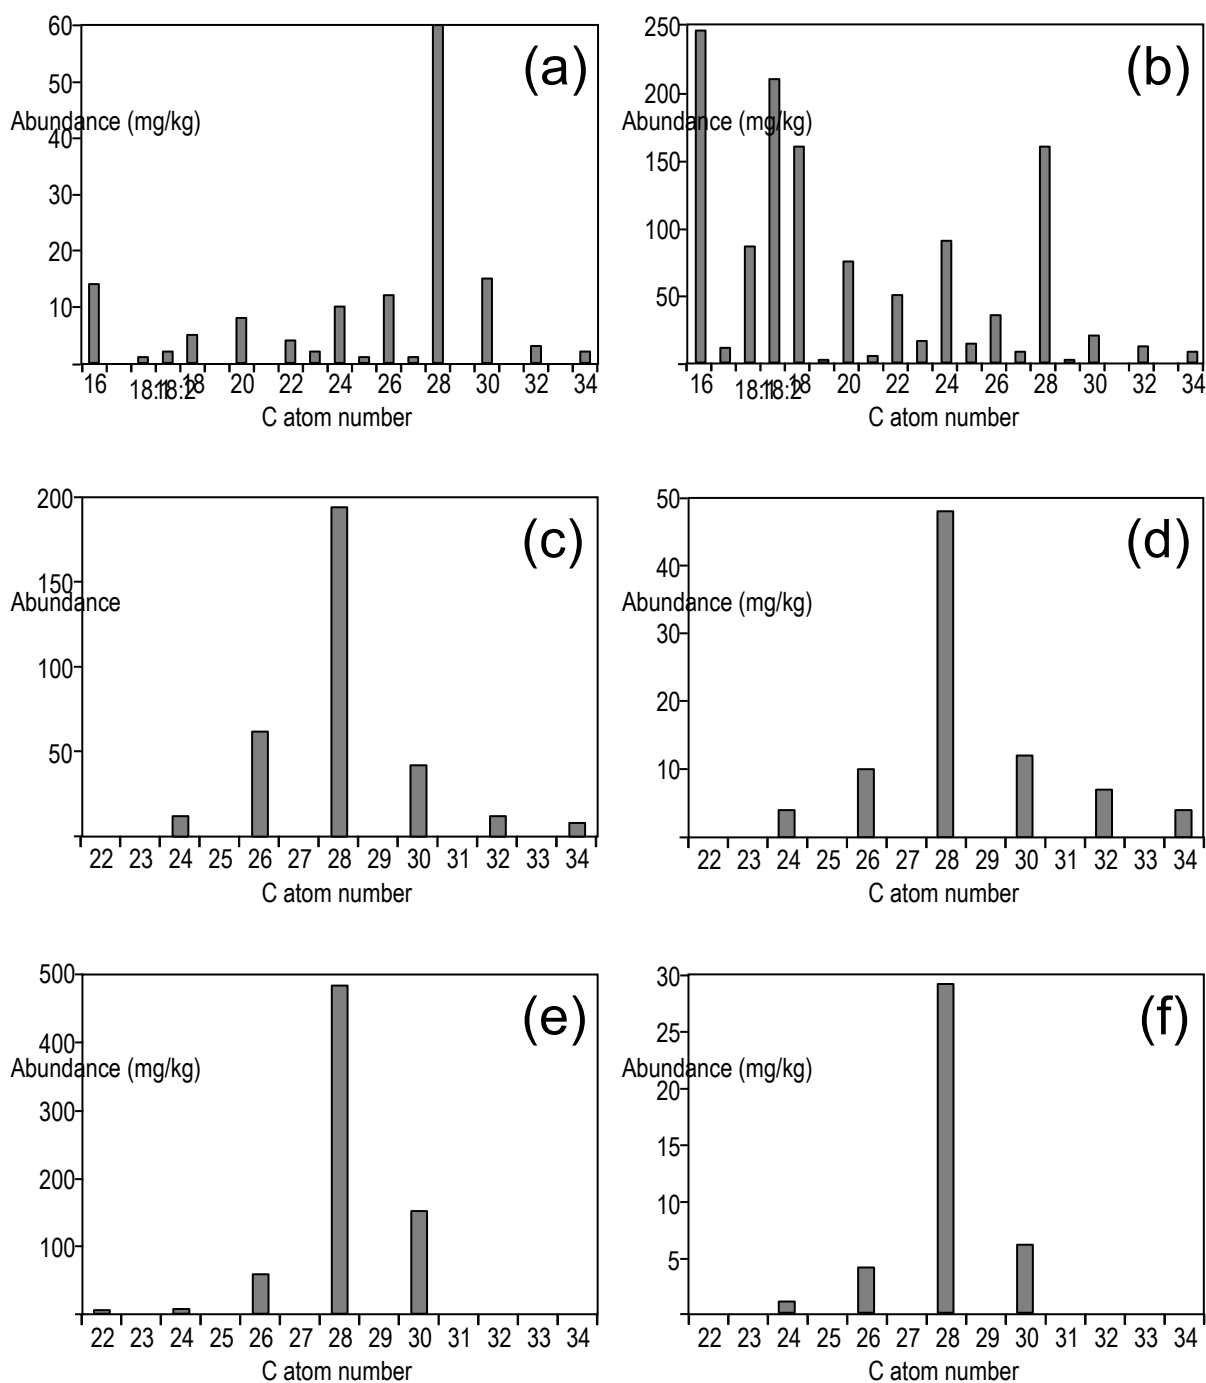 60
(a)
50
Abundance (mg/kg)
40
30
20
10
16 18:1 18:2 18 20 22 24 26 28 30 32 34
C atom number
250
(b)
200
Abundance (mg/kg)
150
100
50
16 18:1 18:2 18 20 22 24 26 28 30 32 34
C atom number
200
(c)
150
Abundance
100
50
22 23 24 25 26 27 28 29 30 31 32 33 34
C atom number
50
(d)
40
Abundance (mg/kg)
30
20
10
22 23 24 25 26 27 28 29 30 31 32 33 34
C atom number
500
(e)
400
Abundance (mg/kg)
300
200
100
22 23 24 25 26 27 28 29 30 31 32 33 34
C atom number
30
(f)
25
Abundance (mg/kg)
20
15
10
5
22 23 24 25 26 27 28 29 30 31 32 33 34
C atom number